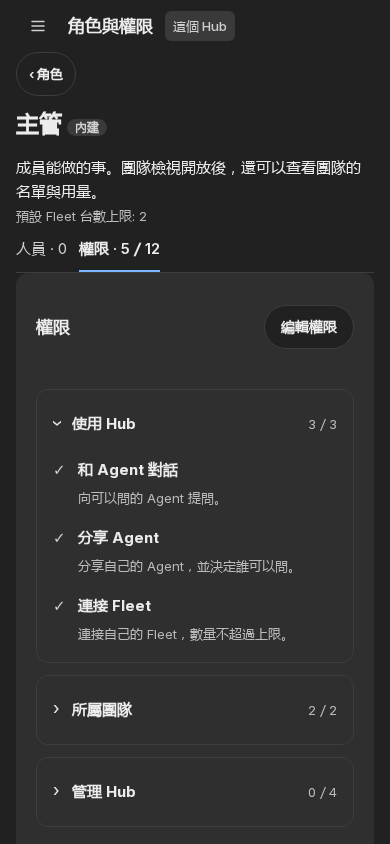 角色與權限 這個 Hub
‹ 角色
主管 內建
成員能做的事。團隊檢視開放後，還可以查看團隊的
名單與用量。
預設 Fleet 台數上限: 2
人員 · 0 權限 · 5 / 12
權限 編輯權限
使用 Hub 3 / 3
✓ 和 Agent 對話
向可以問的 Agent 提問。
✓ 分享 Agent
分享自己的 Agent，並決定誰可以問。
✓ 連接 Fleet
連接自己的 Fleet，數量不超過上限。
所屬團隊 2 / 2
管理 Hub 0 / 4